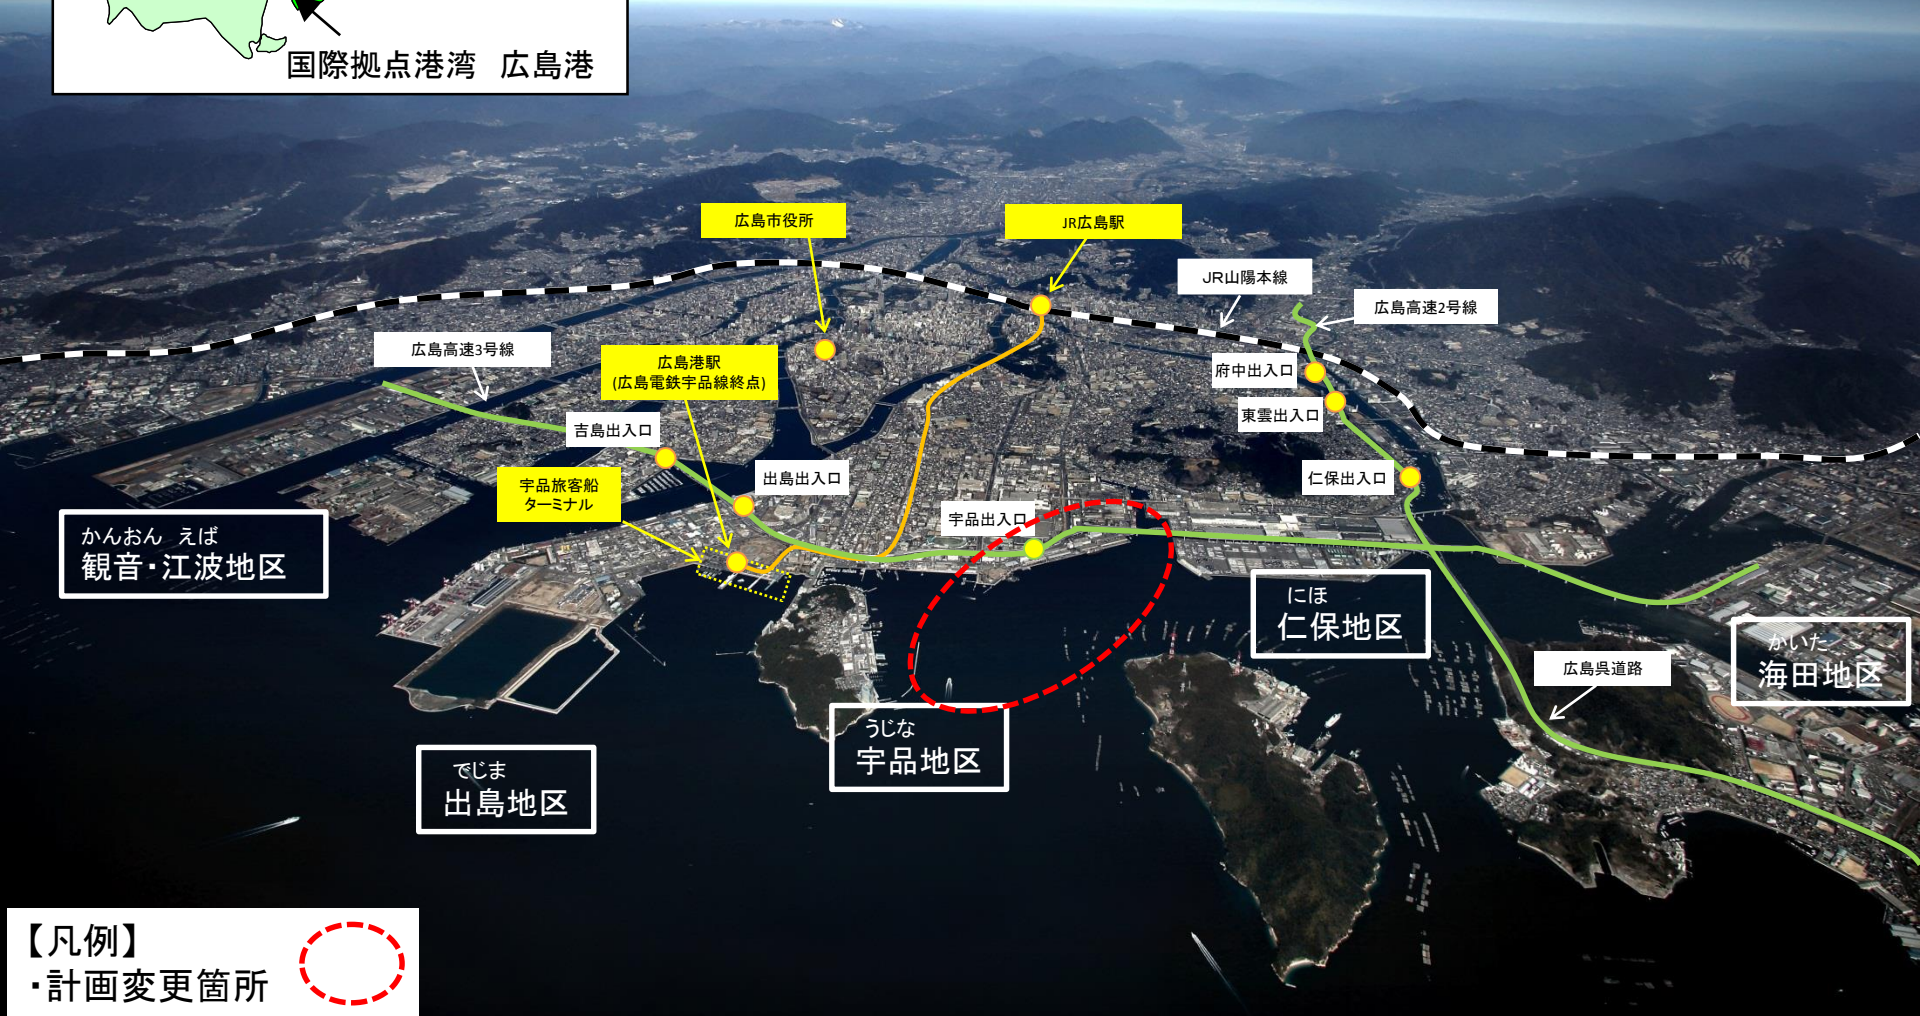 国際拠点港湾　広島港
広島市役所
JR広島駅
JR山陽本線
広島高速2号線
広島高速3号線
広島港駅
(広島電鉄宇品線終点)
府中出入口
東雲出入口
吉島出入口
仁保出入口
出島出入口
宇品旅客船
ターミナル
宇品出入口
かんおん えば
観音・江波地区
にほ
仁保地区
かいた
海田地区
広島呉道路
うじな
宇品地区
でじま
出島地区
【凡例】
・計画変更箇所